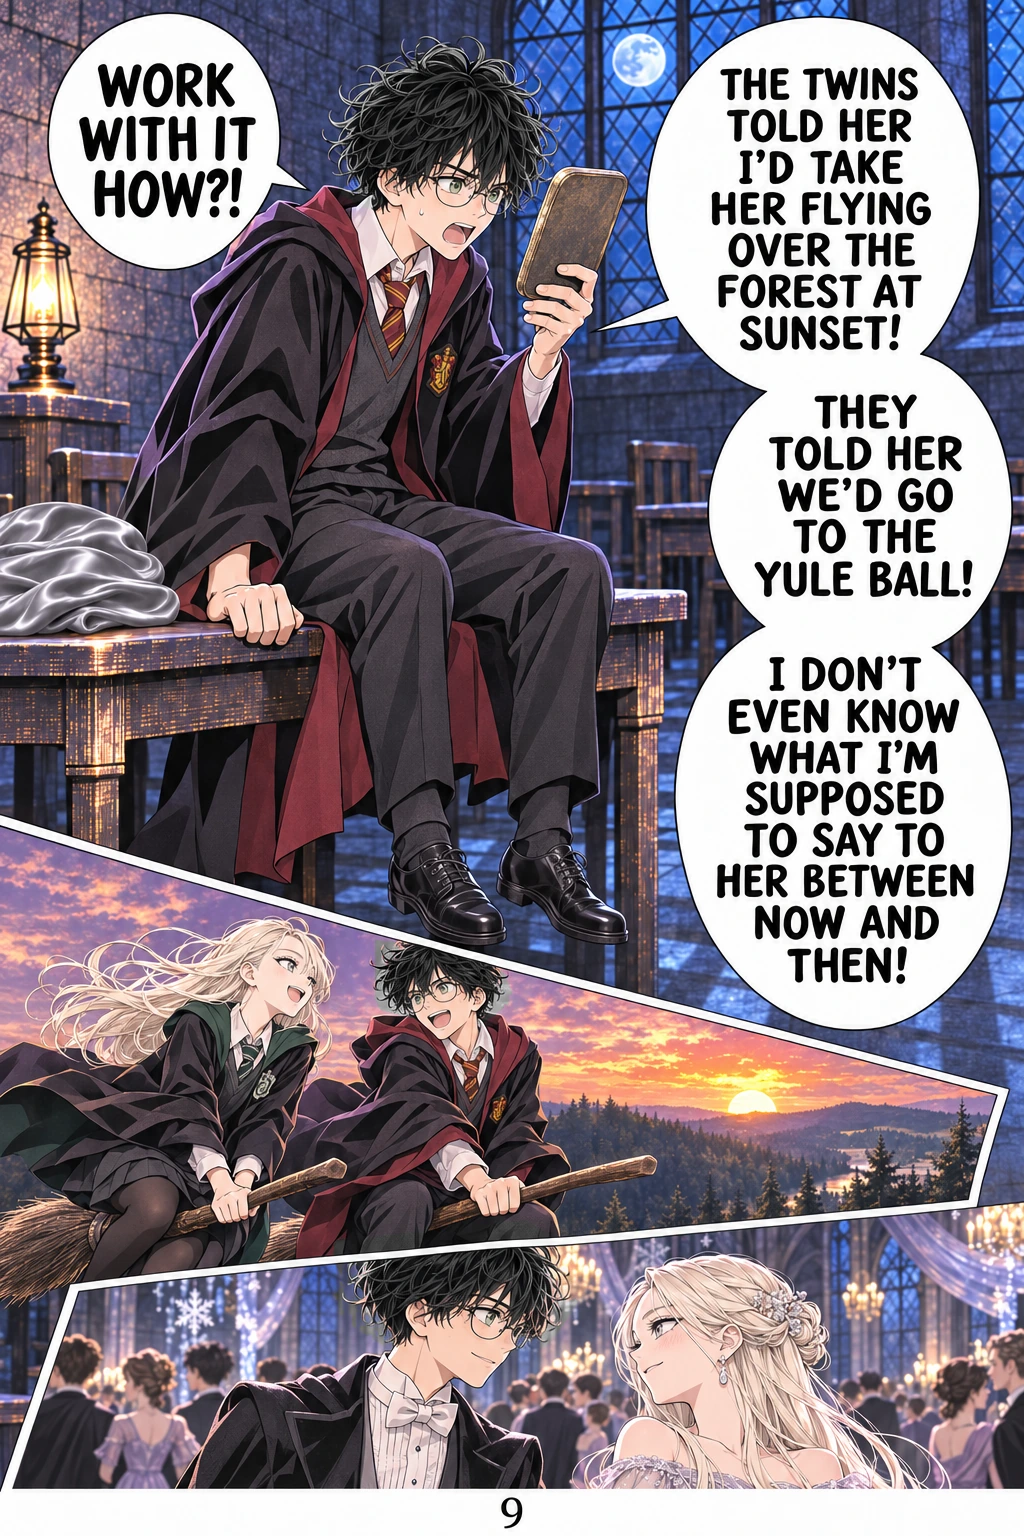 WORK
WITH IT
HOW?!
THE TWINS
TOLD HER
I'D TAKE
HER FLYING
OVER THE
FOREST AT
SUNSET!
THEY
TOLD HER
WE'D GO
TO THE
YULE BALL!
I DON'T
EVEN KNOW
WHAT I'M
SUPPOSED
TO SAY TO
HER BETWEEN
NOW AND
THEN!
9